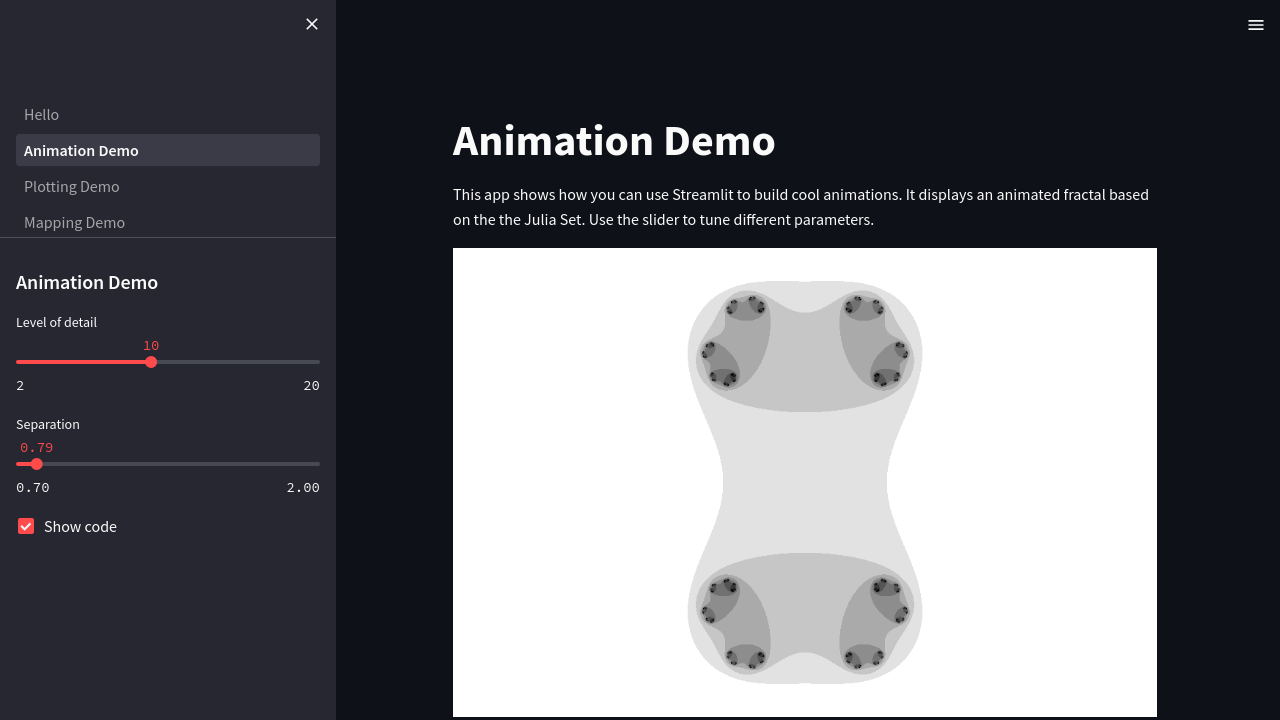 Hello
Animation Demo
Plotting Demo
Mapping Demo
Animation Demo
Level of detail
10
2 20
Separation
0.79
0.70 2.00
Show code
Animation Demo
This app shows how you can use Streamlit to build cool animations. It displays an animated fractal based
on the the Julia Set. Use the slider to tune different parameters.